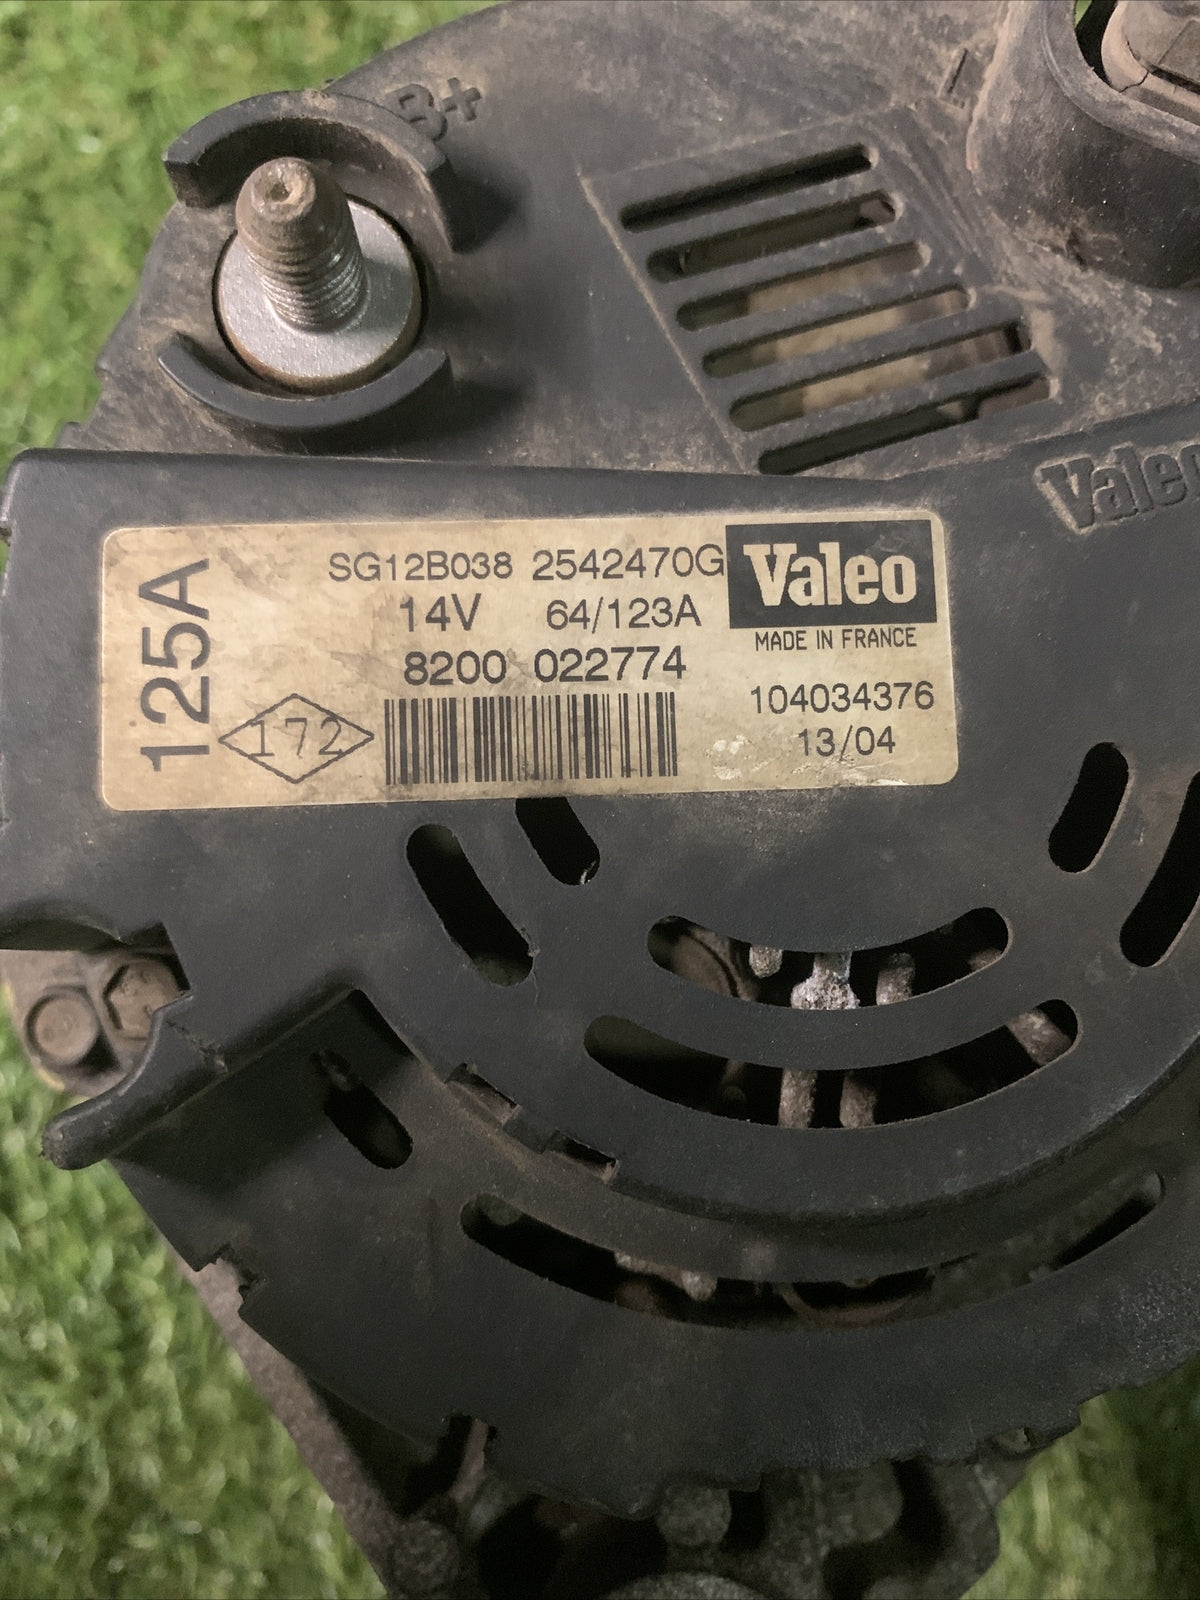 B+
Valeo
125A
SG12B038 2542470G
14V 64/123A
8200 022774
172
Valeo
MADE IN FRANCE
104034376
13/04